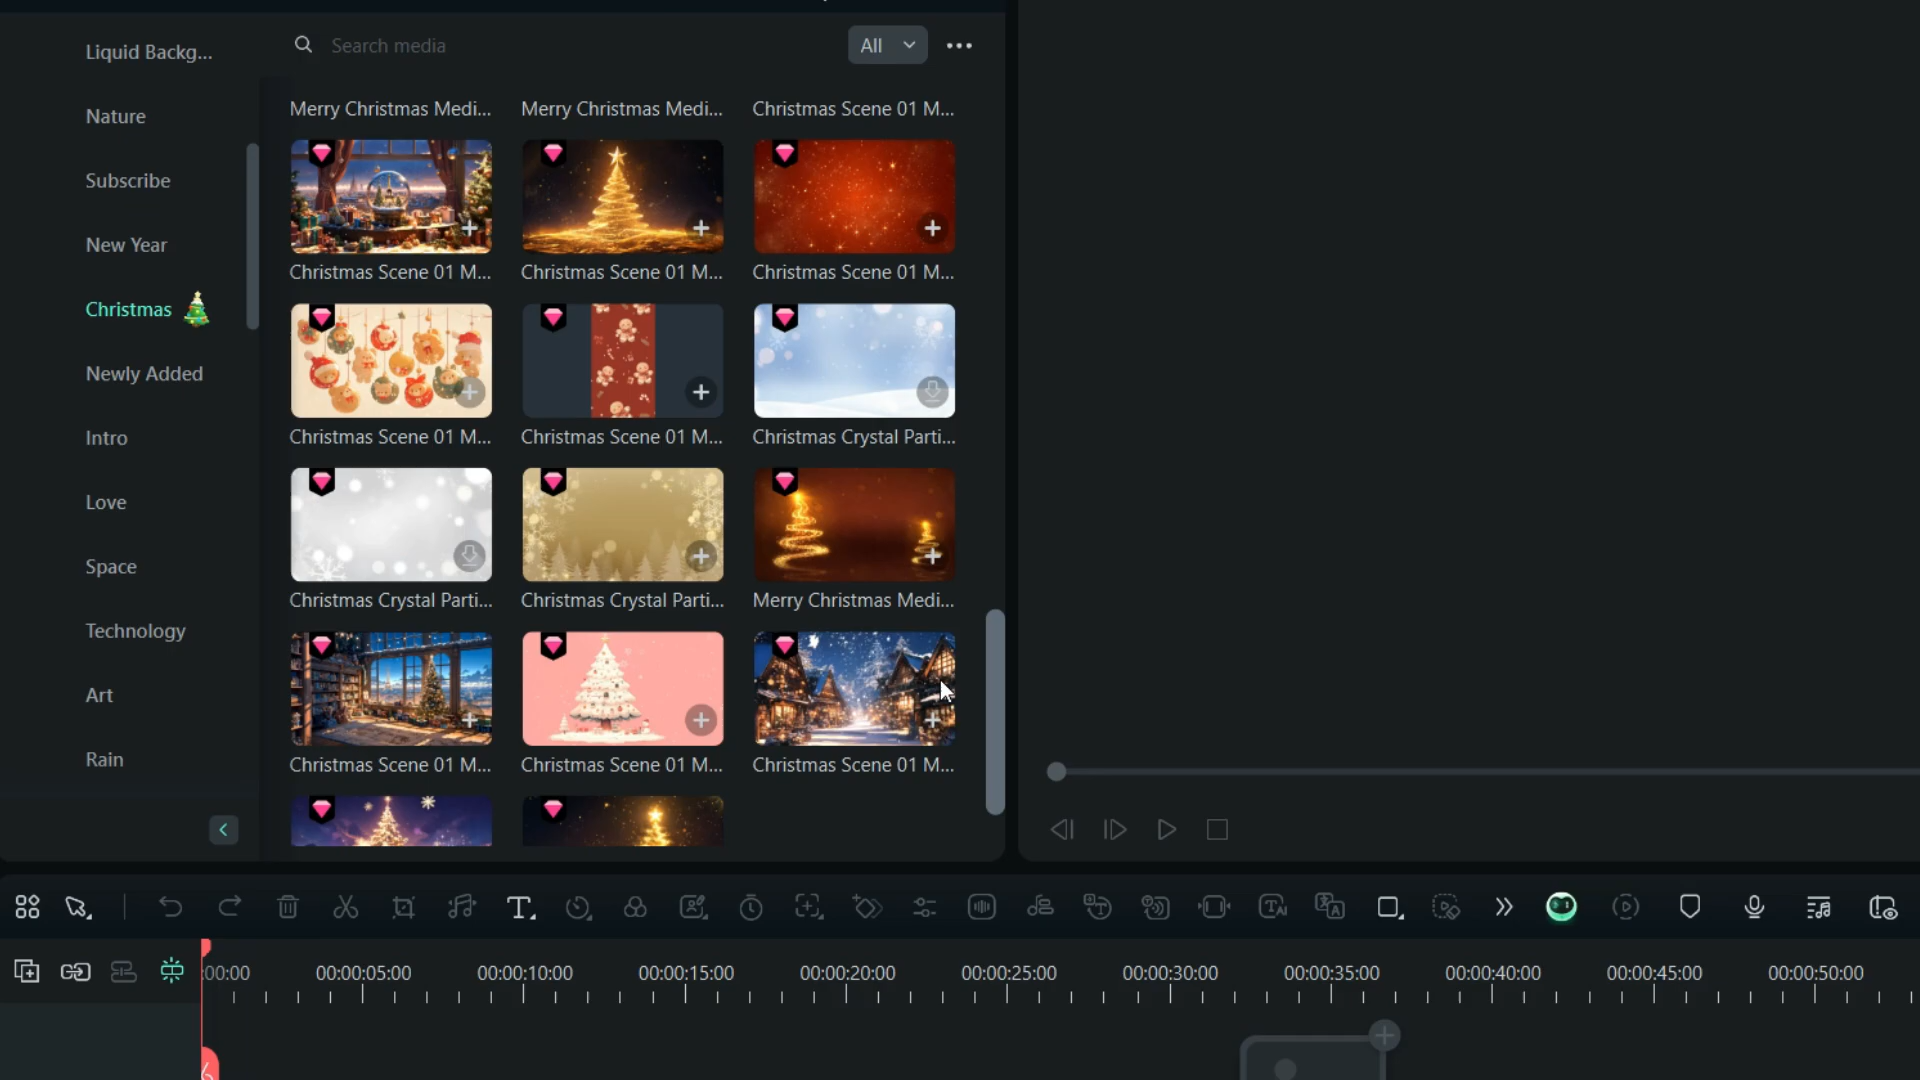 Liquid Backg...
Nature
Subscribe
New Year
Christmas
Newly Added
Intro
Love
Space
Technology
Art
Rain
Search media
All
Merry Christmas Medi... Merry Christmas Medi... Christmas Scene 01 M...
Christmas Scene 01 M... Christmas Scene 01 M... Christmas Scene 01 M...
Christmas Scene 01 M... Christmas Scene 01 M... Christmas Crystal Parti...
Christmas Crystal Parti... Christmas Crystal Parti... Merry Christmas Medi...
Christmas Scene 01 M... Christmas Scene 01 M... Christmas Scene 01 M...
:00:00 00:00:05:00 00:00:10:00 00:00:15:00 00:00:20:00 00:00:25:00 00:00:30:00 00:00:35:00 00:00:40:00 00:00:45:00 00:00:50:00